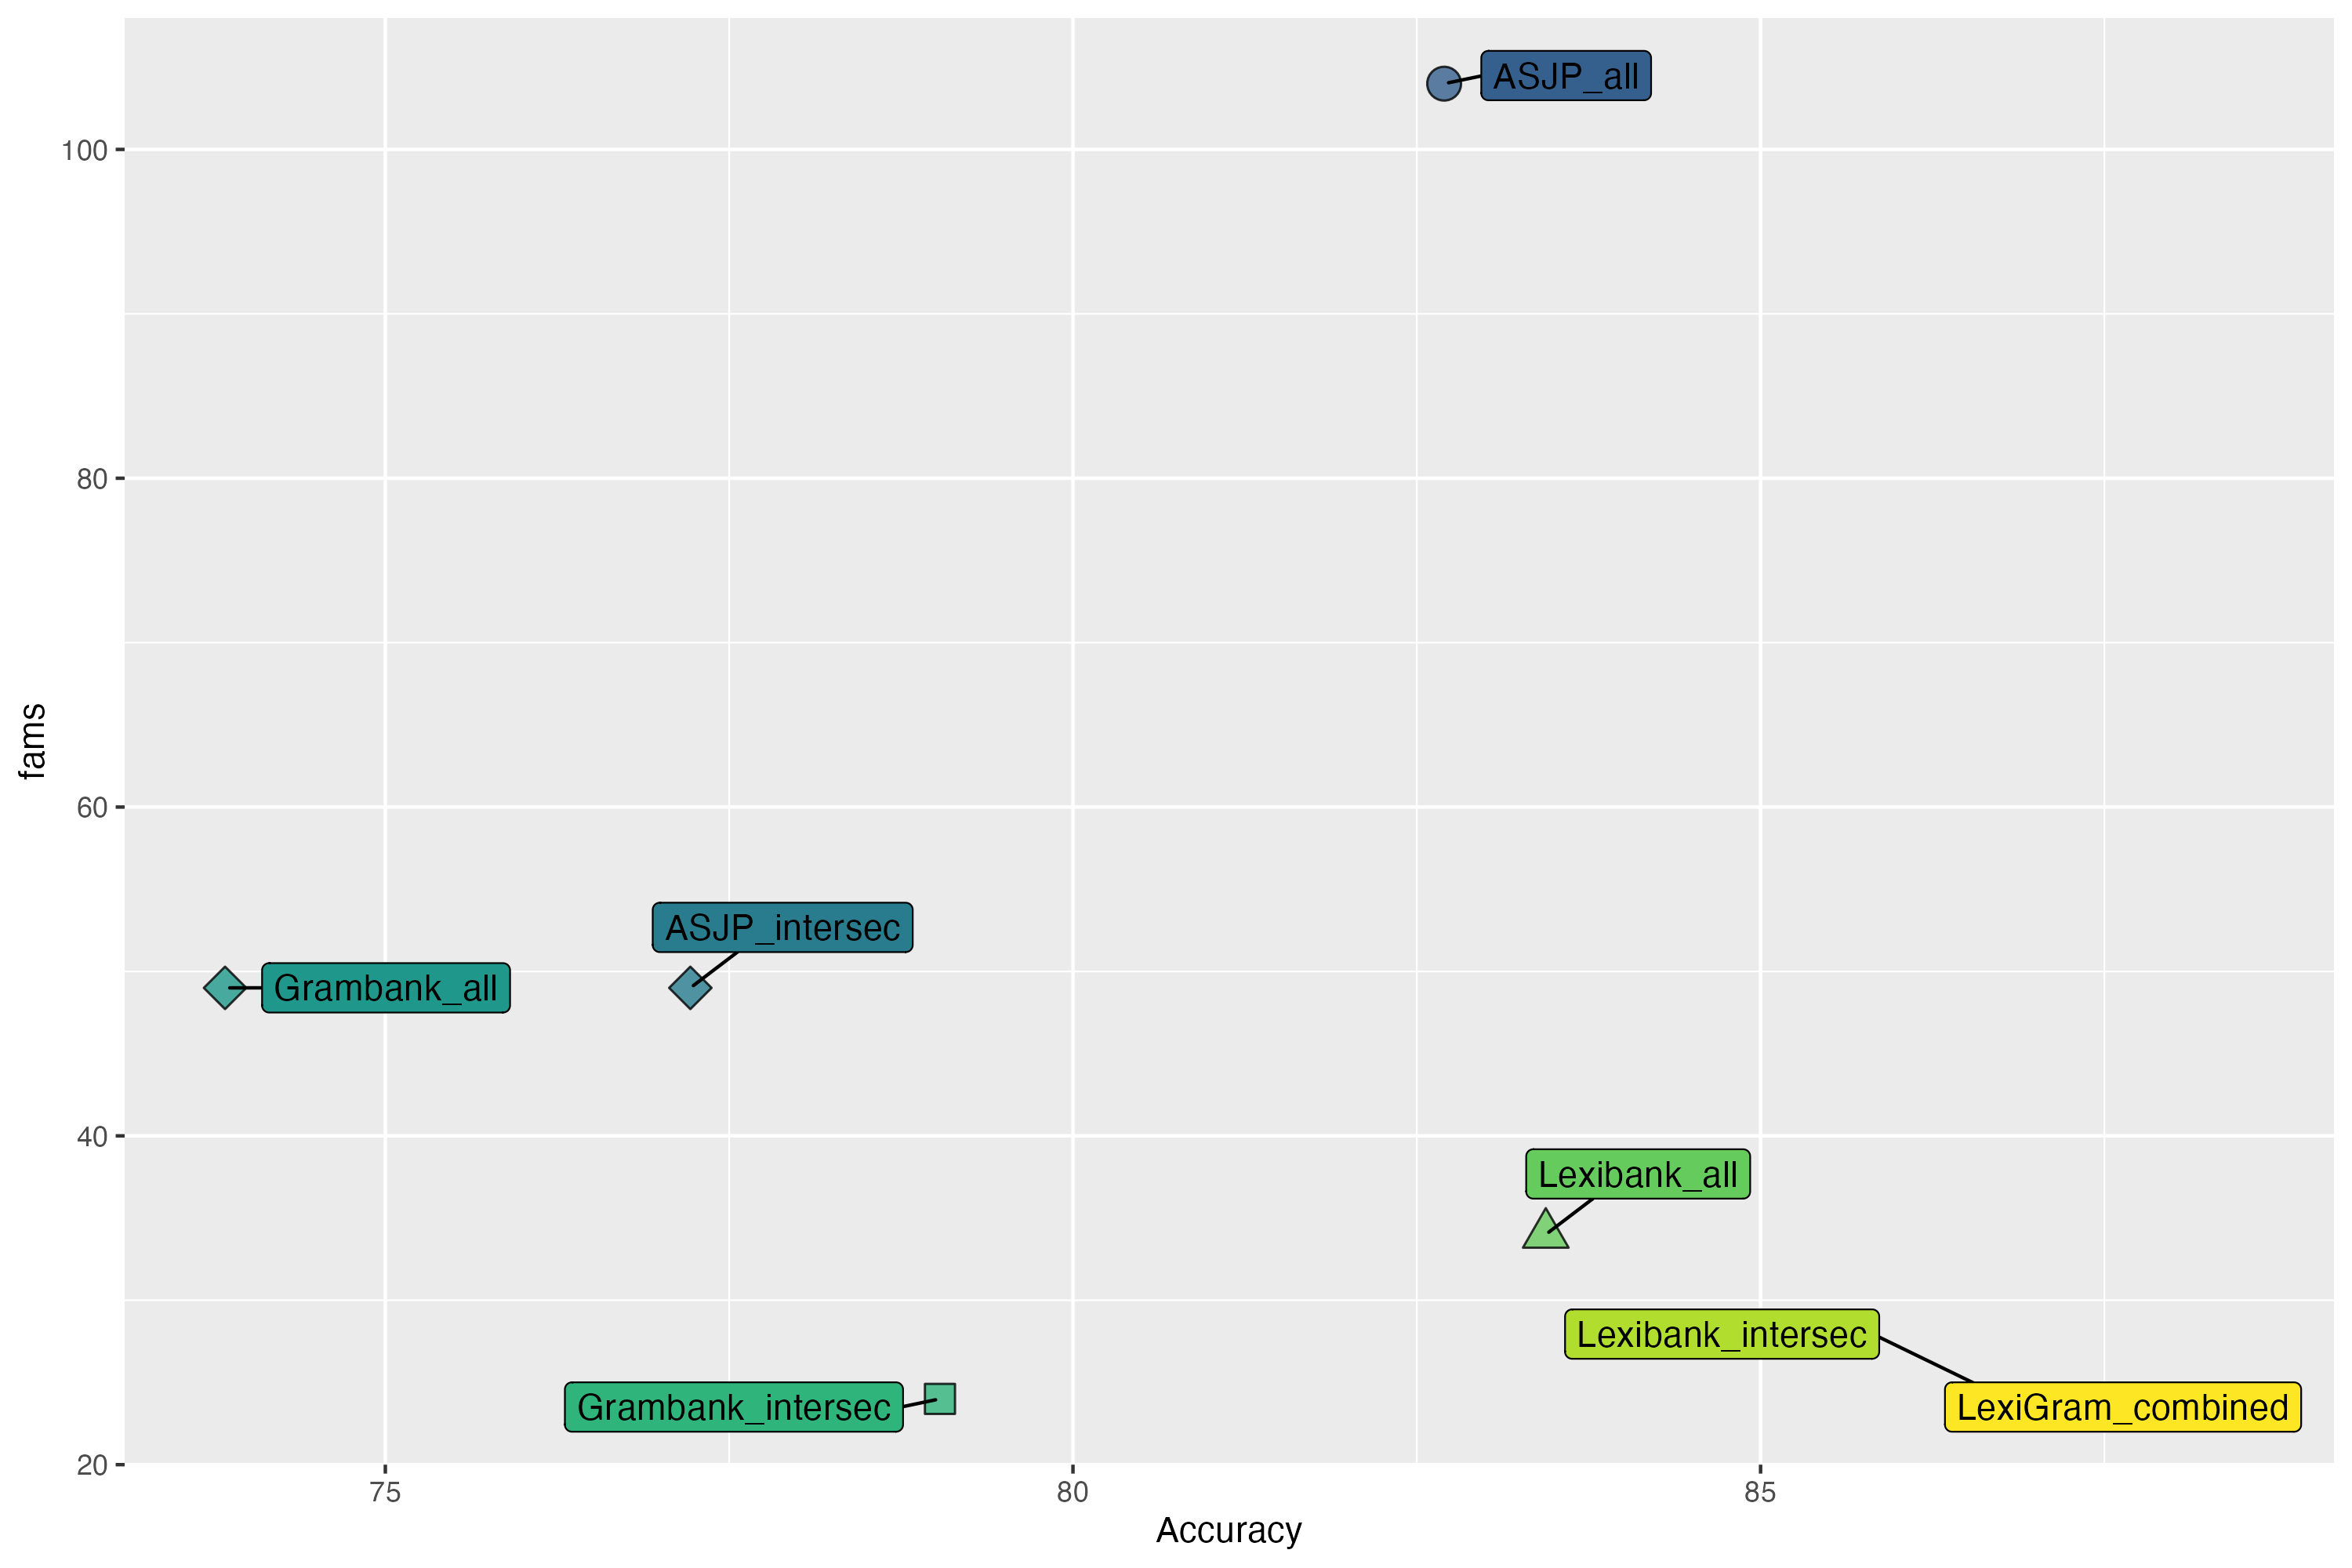 ASJP_all
100
80
60
fams
ASJP_intersec
Grambank_all
40
Lexibank_all
Lexibank_intersec
Grambank_intersec
LexiGram_combined
20
75
80
85
Accuracy